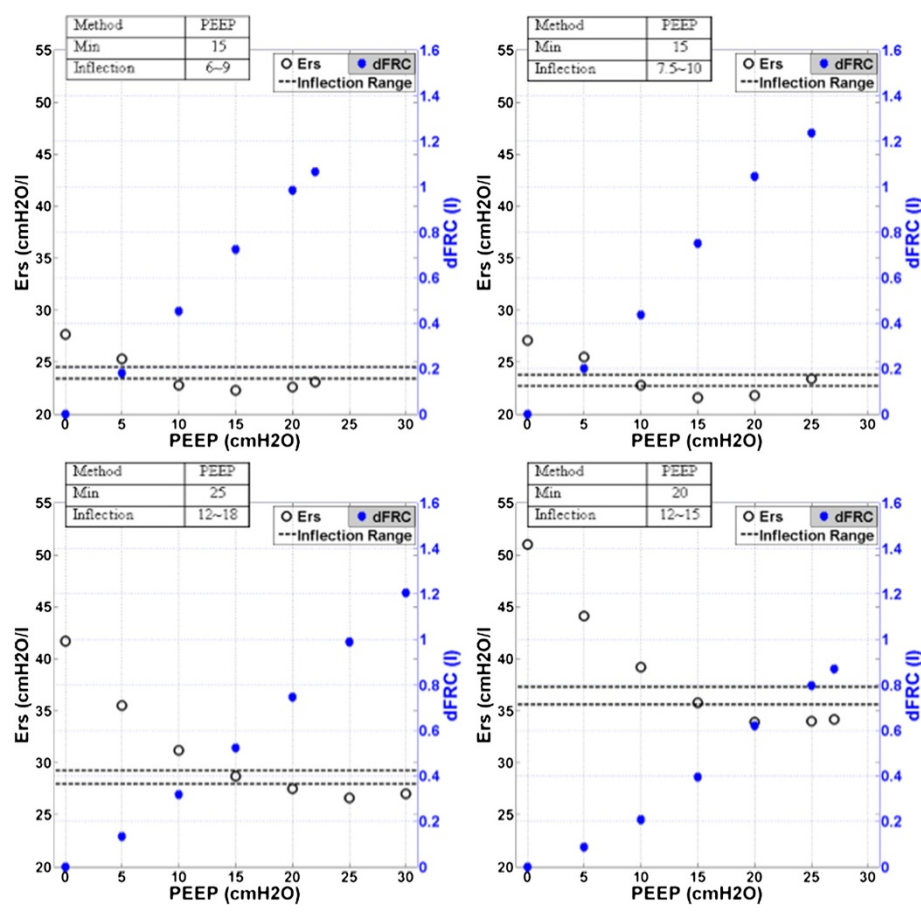 Method PEEP
Min 15
Inflection 6~9
Ers dFRC
Inflection Range
55
50
45
40
35
30
25
20
Ers (cmH2O/l
1.6
1.4
1.2
1
0.8
0.6
0.4
0.2
0
dFRC (l)
0 5 10 15 20 25 30
PEEP (cmH2O)
Method PEEP
Min 15
Inflection 7.5~10
Ers dFRC
Inflection Range
55
50
45
40
35
30
25
20
Ers (cmH2O/l
1.6
1.4
1.2
1
0.8
0.6
0.4
0.2
0
dFRC (l)
0 5 10 15 20 25 30
PEEP (cmH2O)
Method PEEP
Min 25
Inflection 12~18
Ers dFRC
Inflection Range
55
50
45
40
35
30
25
20
Ers (cmH2O/l
1.6
1.4
1.2
1
0.8
0.6
0.4
0.2
0
dFRC (l)
0 5 10 15 20 25 30
PEEP (cmH2O)
Method PEEP
Min 20
Inflection 12~15
Ers dFRC
Inflection Range
55
50
45
40
35
30
25
20
Ers (cmH2O/l
1.6
1.4
1.2
1
0.8
0.6
0.4
0.2
0
dFRC (l)
0 5 10 15 20 25 30
PEEP (cmH2O)